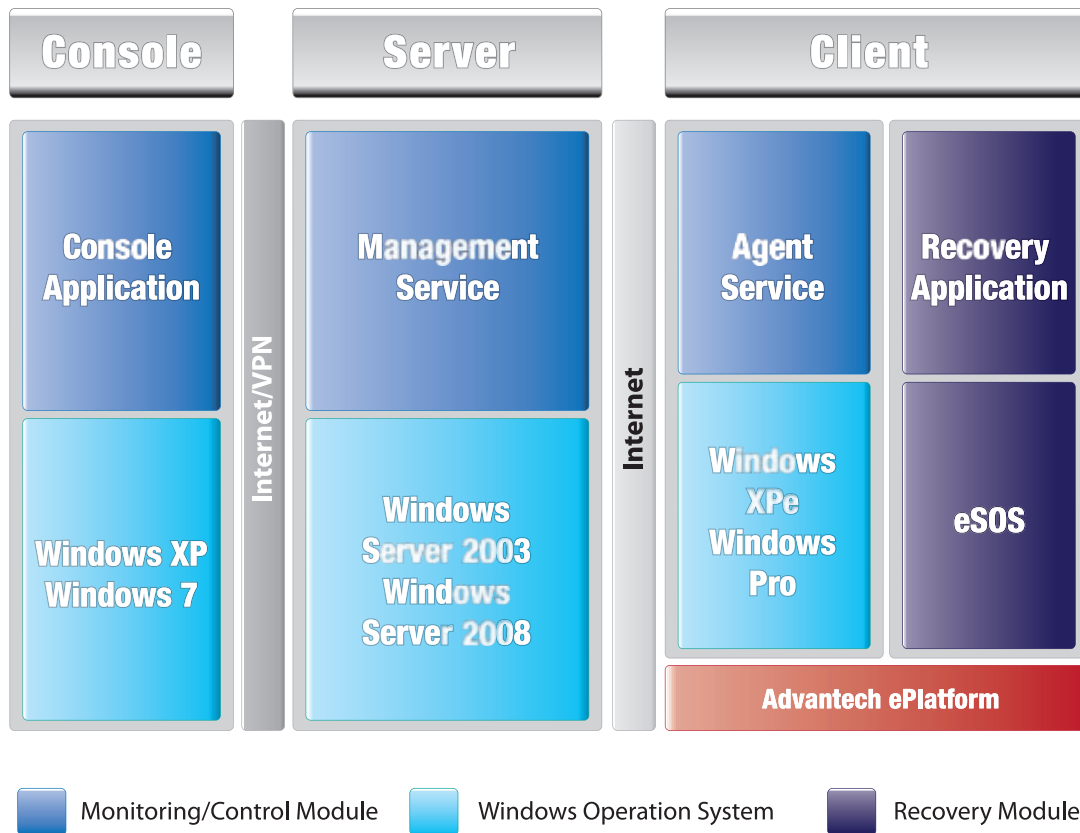 Console
Server
Client
Console
Application
Windows XP
Windows 7
Internet/VPN
Management
Service
Windows
Server 2003
Windows
Server 2008
Internet
Agent
Service
Windows
XPe
Windows
Pro
Recovery
Application
eSOS
Advantech ePlatform
Monitoring/Control Module
Windows Operation System
Recovery Module